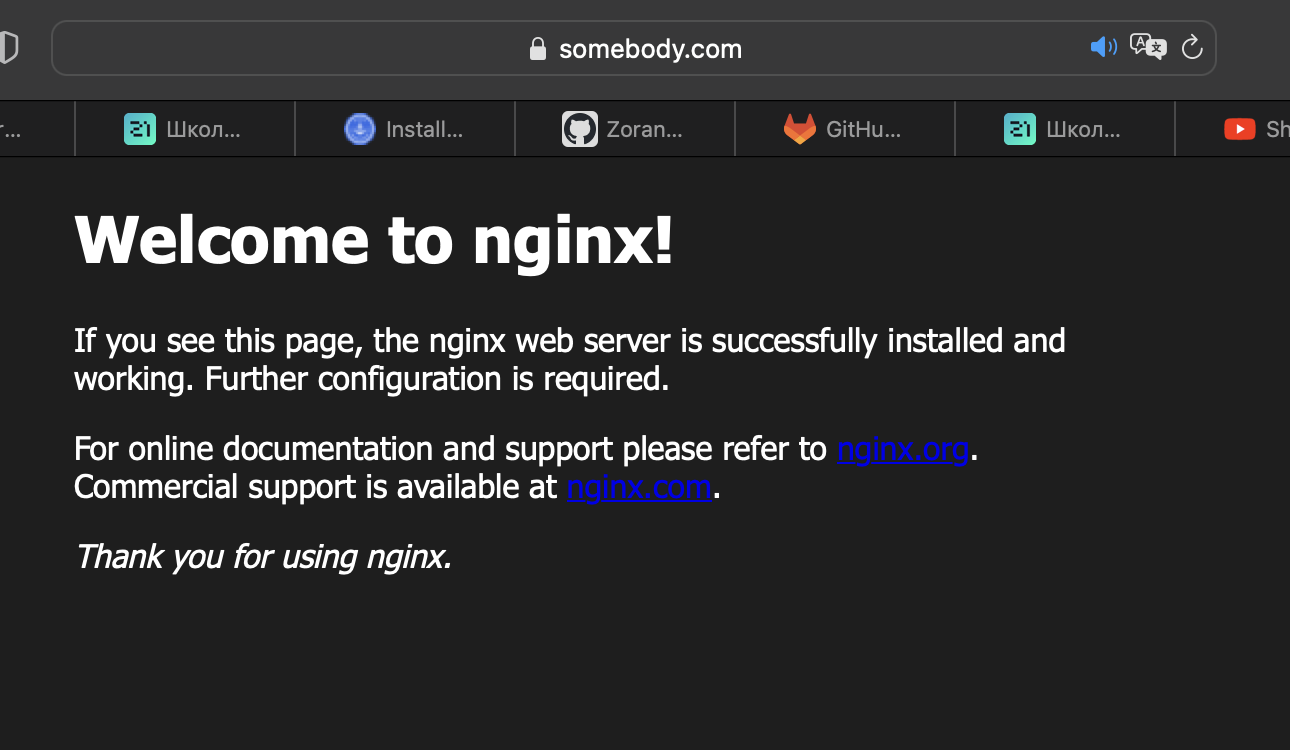 somebody.com
r...
Школ...
Install...
Zoran...
GitHu...
Школ...
Sh
Welcome to nginx!
If you see this page, the nginx web server is successfully installed and
working. Further configuration is required.
For online documentation and support please refer to nginx.org.
Commercial support is available at nginx.com.
Thank you for using nginx.